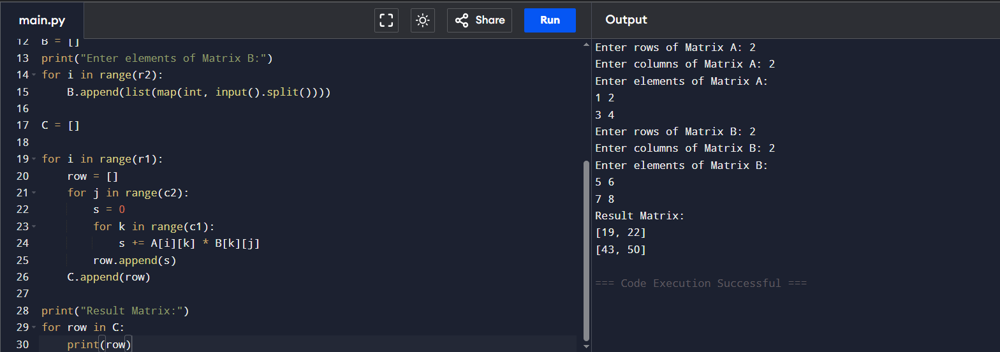 main.py
Share
Run
Output
12 B = []
13 print("Enter elements of Matrix B:")
14 for i in range(r2):
15     B.append(list(map(int, input().split())))
16
17 C = []
18
19 for i in range(r1):
20     row = []
21     for j in range(c2):
22         s = 0
23         for k in range(c1):
24             s += A[i][k] * B[k][j]
25         row.append(s)
26     C.append(row)
27
28 print("Result Matrix:")
29 for row in C:
30     print(row)
Enter rows of Matrix A: 2
Enter columns of Matrix A: 2
Enter elements of Matrix A:
1 2
3 4
Enter rows of Matrix B: 2
Enter columns of Matrix B: 2
Enter elements of Matrix B:
5 6
7 8
Result Matrix:
[19, 22]
[43, 50]
=== Code Execution Successful ===